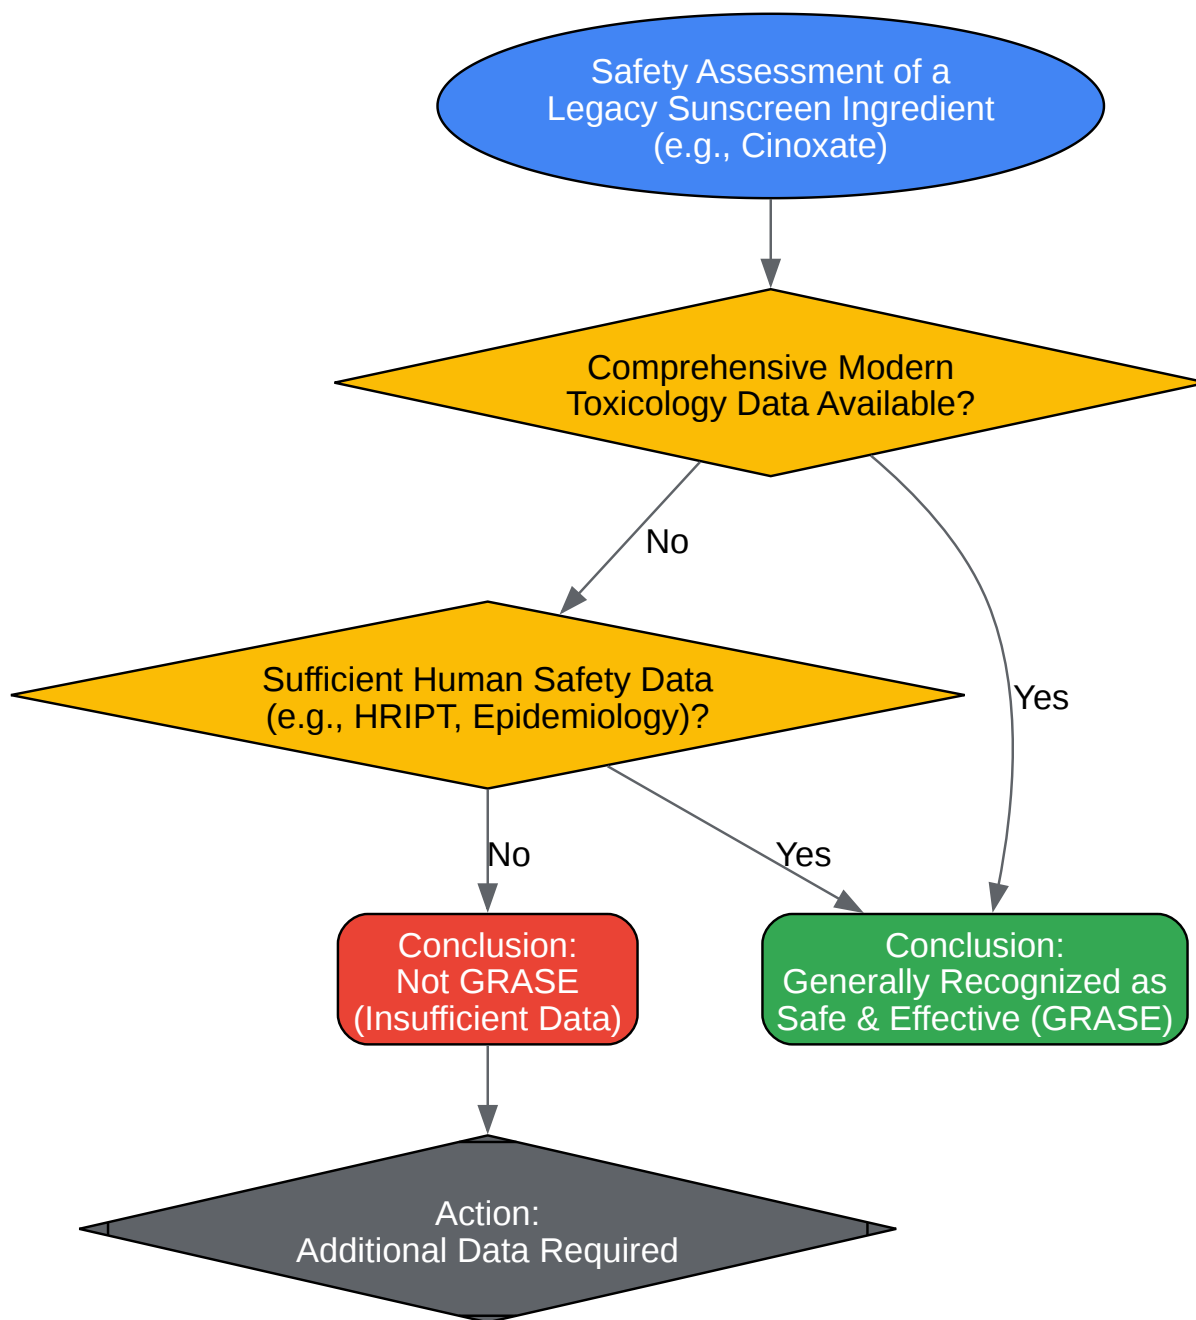 Safety Assessment of a
Legacy Sunscreen Ingredient
(e.g., Cinoxate)
Comprehensive Modern
Toxicology Data Available?
No
Yes
Sufficient Human Safety Data
(e.g., HRIPT, Epidemiology)?
No
Yes
Conclusion:
Not GRASE
(Insufficient Data)
Conclusion:
Generally Recognized as
Safe & Effective (GRASE)
Action:
Additional Data Required